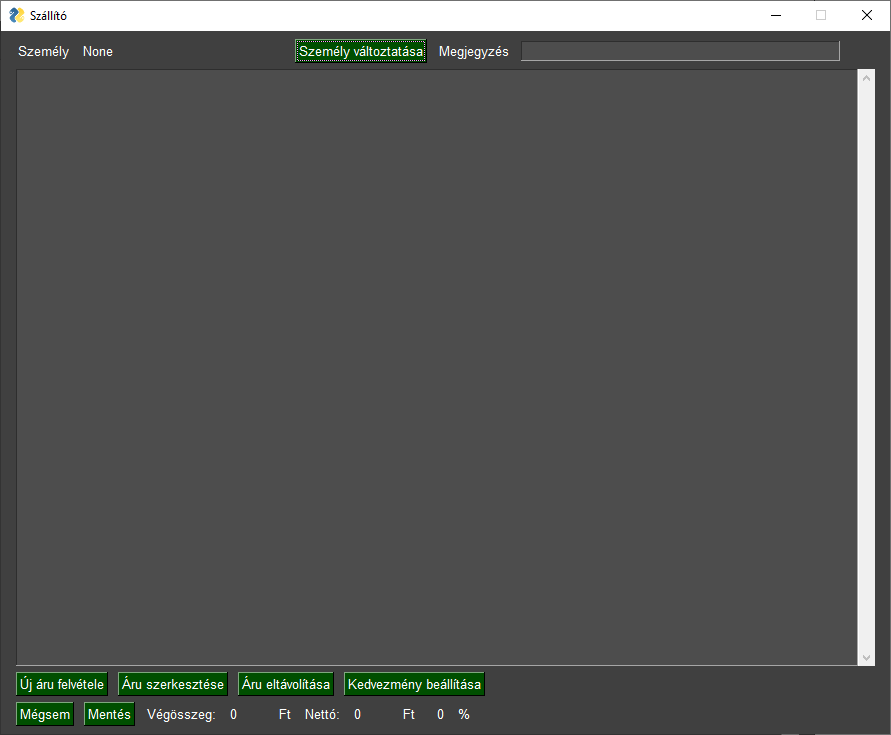 Szállító
Személy None Személy változtatása Megjegyzés
Új áru felvétele Áru szerkesztése Áru eltávolítása Kedvezmény beállítása
Mégsem Mentés Végösszeg: 0 Ft Nettó: 0 Ft 0 %